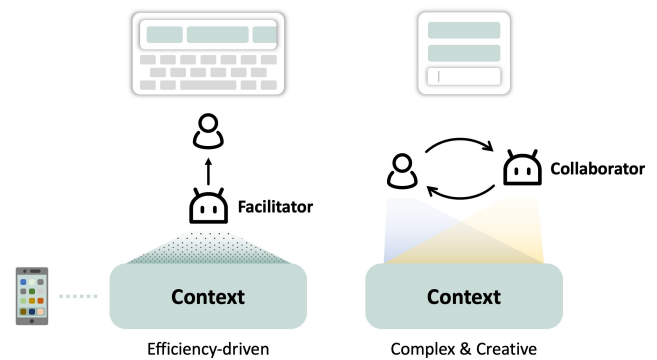 Facilitator
Collaborator
Context
Context
Efficiency-driven
Complex & Creative